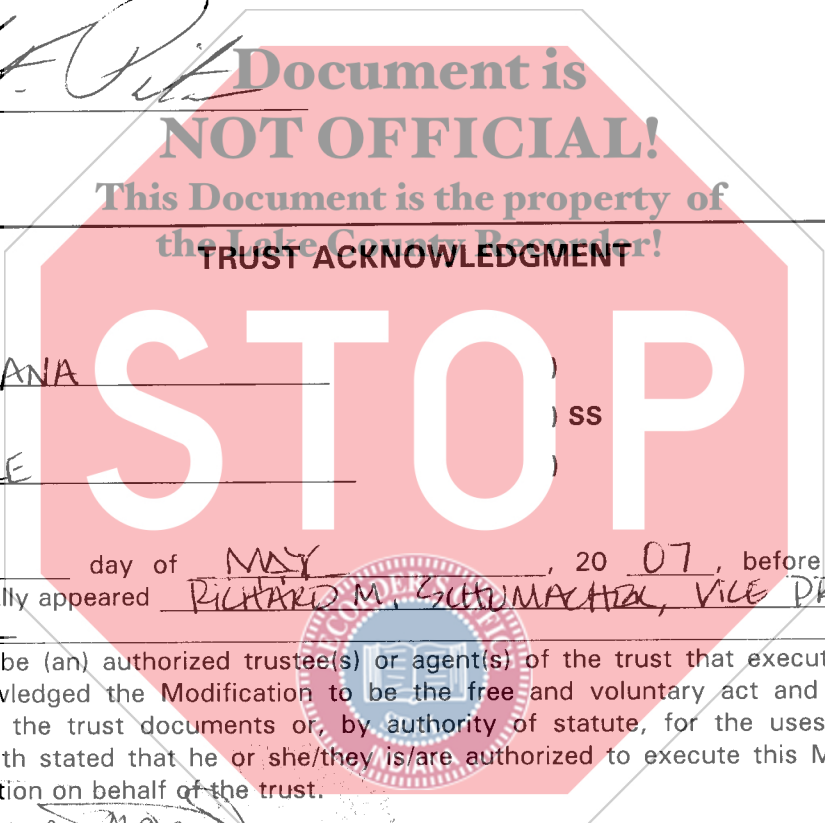 Document is
NOT OFFICIAL!
This Document is the property of
the Lake County Recorder!
TRUST ACKNOWLEDGMENT
STOP
ANA )
) SS
E )
day of MAY , 20 07 , before
lly appeared RICHARD M. SCHUMACHER, VICE PR
be (an) authorized trustee(s) or agent(s) of the trust that execut
vledged the Modification to be the free and voluntary act and
the trust documents or, by authority of statute, for the uses
th stated that he or she/they is/are authorized to execute this M
tion on behalf of the trust.